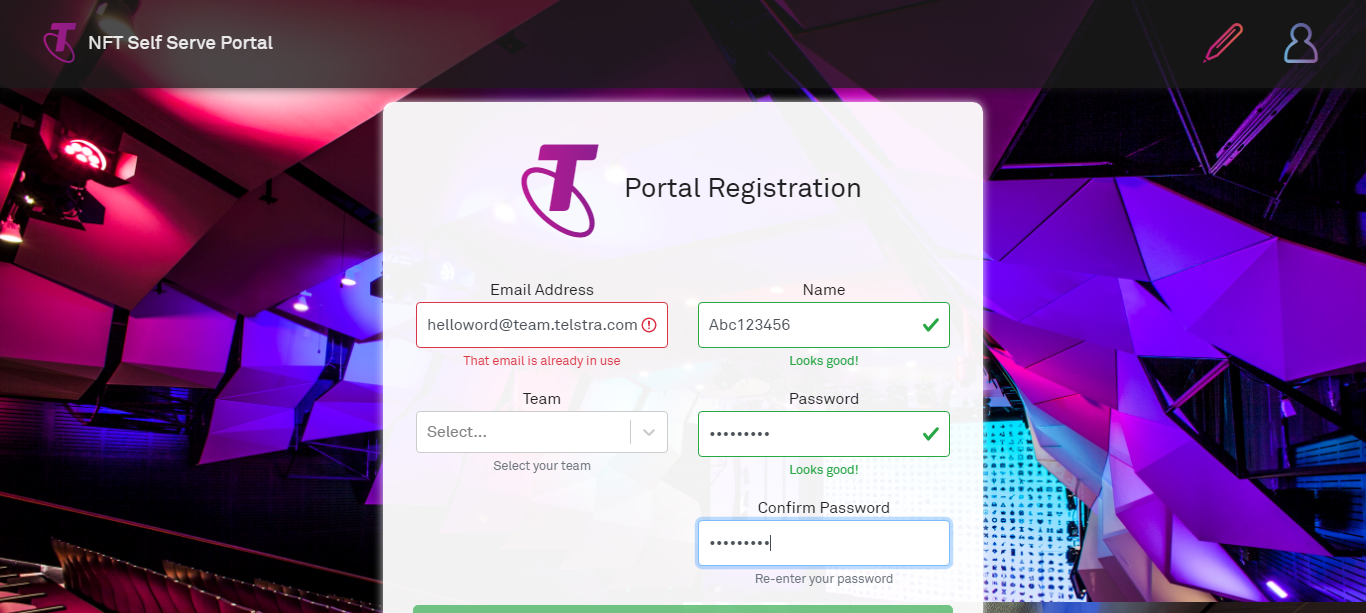 NFT Self Serve Portal
Portal Registration
Email Address
helloword@team.telstra.com
That email is already in use
Name
Abc123456
Looks good!
Team
Select...
Select your team
Password
•••••••••
Looks good!
Confirm Password
•••••••••
Re-enter your password